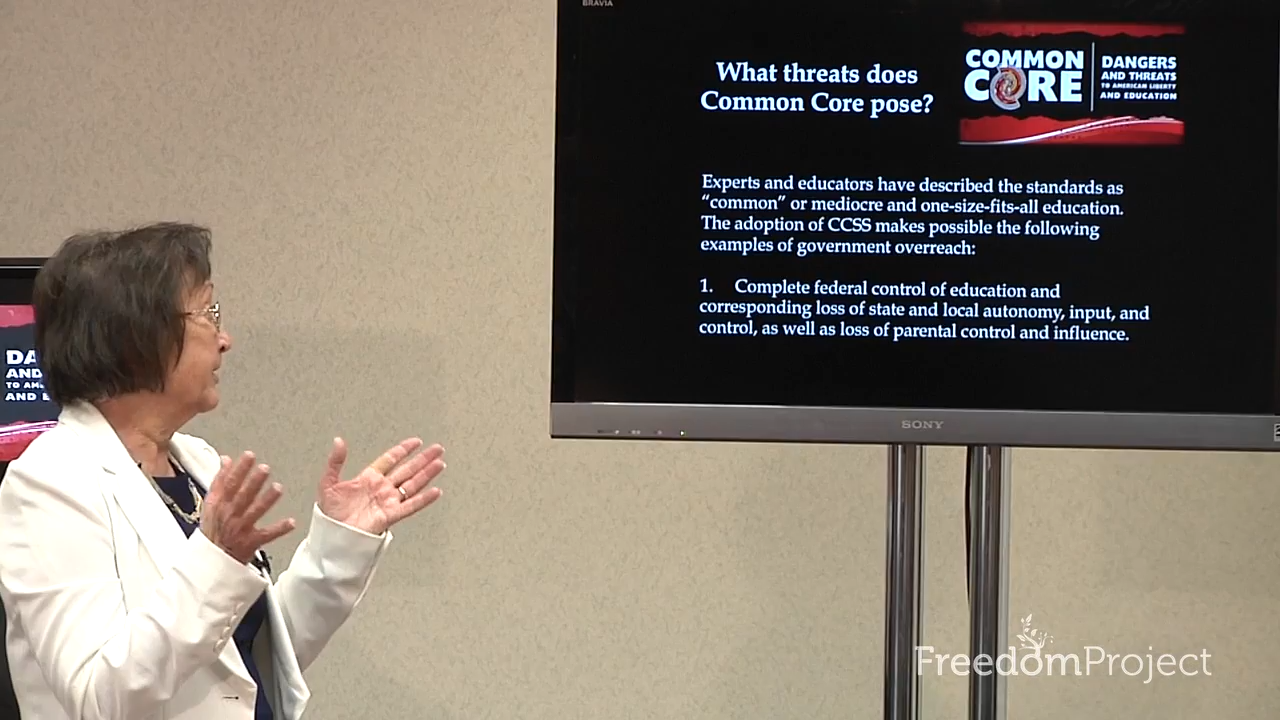 BRAVIA
What threats does
Common Core pose?
COMMON
CORE
DANGERS
AND THREATS
TO AMERICAN LIBERTY
AND EDUCATION
Experts and educators have described the standards as
“common” or mediocre and one-size-fits-all education.
The adoption of CCSS makes possible the following
examples of government overreach:
1. Complete federal control of education and
corresponding loss of state and local autonomy, input, and
control, as well as loss of parental control and influence.
SONY
DA
AND
TO AM
AND E
FreedomProject